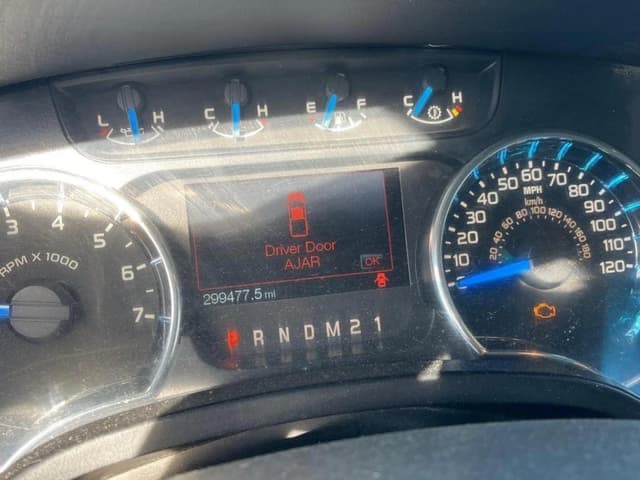 L H C H E F C H
Driver Door
AJAR
OK
299477.5 mi
P R N D M 2 1
3 4 5 6 7
RPM X 1000
10 20 30 40 50 60 70 80 90 100 110 120
MPH
km/h
20 40 60 80 100 120 140 160 180